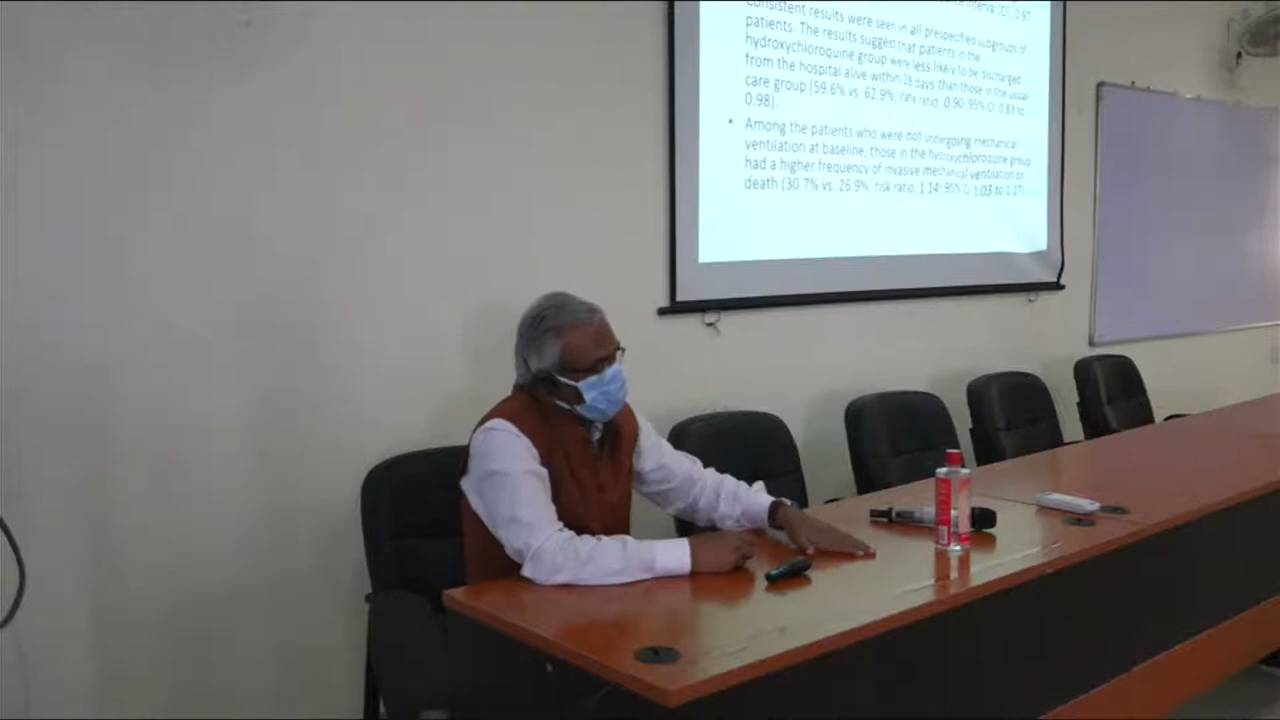 interval (CI), 0.97
Consistent results were seen in all prespecified subgroups of
patients. The results suggest that patients in the
hydroxychloroquine group were less likely to be discharged
from the hospital alive within 28 days than those in the usual-
care group (59.6% vs. 62.9%, rate ratio, 0.90; 95% CI, 0.83 to
0.98).
• Among the patients who were not undergoing mechanical
ventilation at baseline, those in the hydroxychloroquine group
had a higher frequency of invasive mechanical ventilation or
death (30.7% vs. 26.9%, risk ratio, 1.14; 95% CI, 1.03 to 1.27).